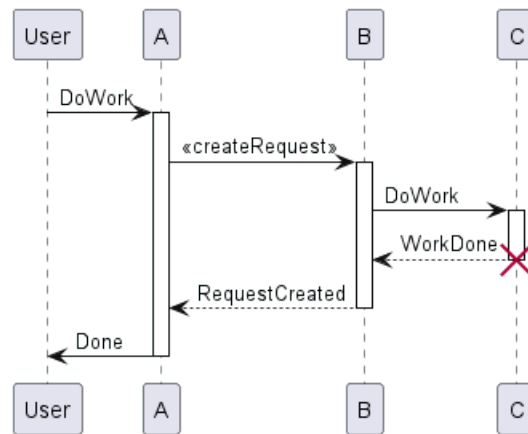 User A B C
DoWork
«createRequest»
DoWork
WorkDone
RequestCreated
Done
User A B C